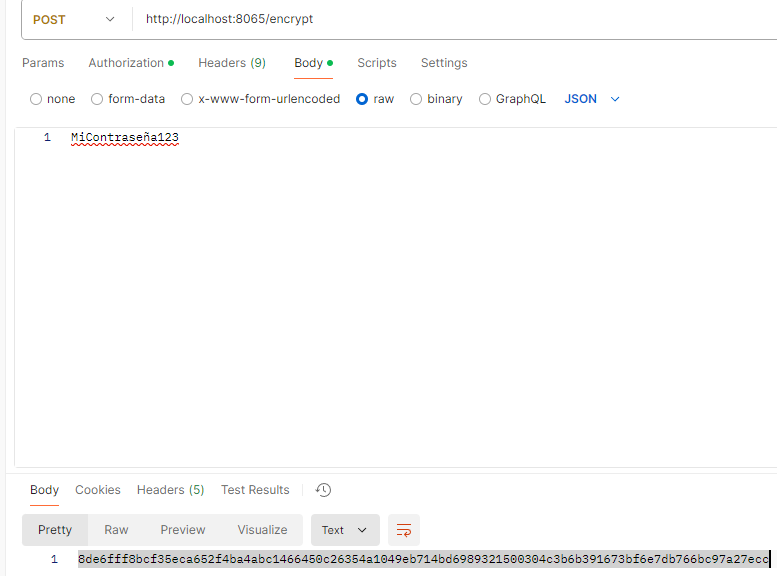 POST http://localhost:8065/encrypt
Params Authorization Headers (9) Body Scripts Settings
none form-data x-www-form-urlencoded raw binary GraphQL JSON
1 MiContraseña123
Body Cookies Headers (5) Test Results
Pretty Raw Preview Visualize Text
1 8de6fff8bcf35eca652f4ba4abc1466450c26354a1049eb714bd6989321500304c3b6b391673bf6e7db766bc97a27ecc